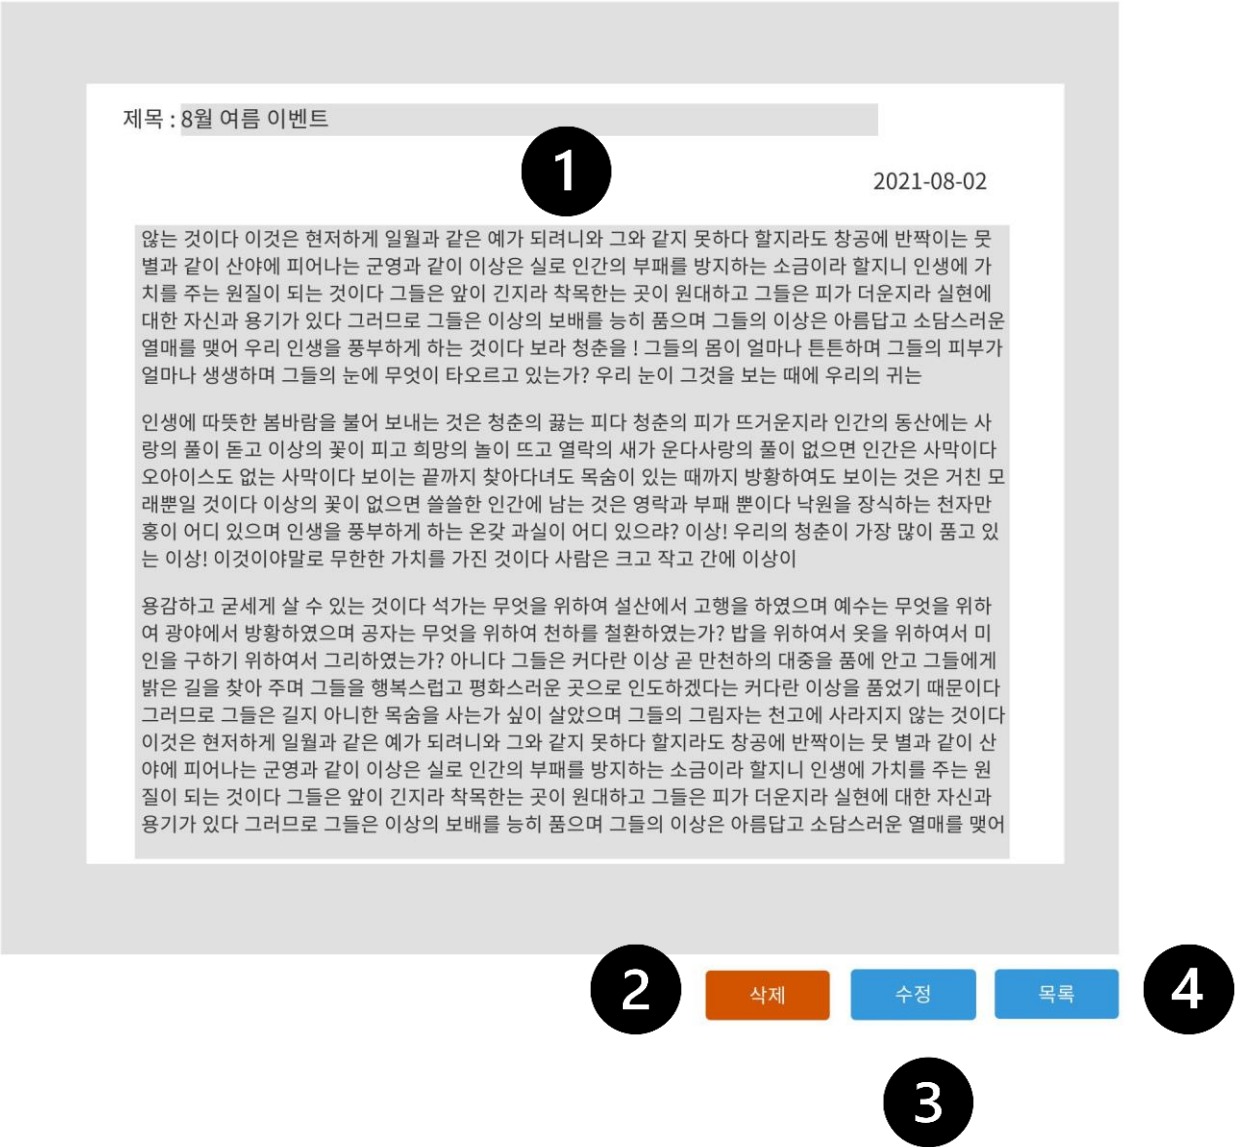 제목 : 8월 여름 이벤트
1
2021-08-02
않는 것이다 이것은 현저하게 일월과 같은 예가 되려니와 그와 같지 못하다 할지라도 창공에 반짝이는 뭇
별과 같이 산야에 피어나는 군영과 같이 이상은 실로 인간의 부패를 방지하는 소금이라 할지니 인생에 가
치를 주는 원질이 되는 것이다 그들은 앞이 긴지라 착목한는 곳이 원대하고 그들은 피가 더운지라 실현에
대한 자신과 용기가 있다 그러므로 그들은 이상의 보배를 능히 품으며 그들의 이상은 아름답고 소담스러운
열매를 맺어 우리 인생을 풍부하게 하는 것이다 보라 청춘을 ! 그들의 몸이 얼마나 튼튼하며 그들의 피부가
얼마나 생생하며 그들의 눈에 무엇이 타오르고 있는가? 우리 눈이 그것을 보는 때에 우리의 귀는
인생에 따뜻한 봄바람을 불어 보내는 것은 청춘의 끓는 피다 청춘의 피가 뜨거운지라 인간의 동산에는 사
랑의 풀이 돋고 이상의 꽃이 피고 희망의 놀이 뜨고 열락의 새가 운다사랑의 풀이 없으면 인간은 사막이다
오아이스도 없는 사막이다 보이는 끝까지 찾아다녀도 목숨이 있는 때까지 방황하여도 보이는 것은 거친 모
래뿐일 것이다 이상의 꽃이 없으면 쓸쓸한 인간에 남는 것은 영락과 부패 뿐이다 낙원을 장식하는 천자만
홍이 어디 있으며 인생을 풍부하게 하는 온갖 과실이 어디 있으랴? 이상! 우리의 청춘이 가장 많이 품고 있
는 이상! 이것이야말로 무한한 가치를 가진 것이다 사람은 크고 작고 간에 이상이
용감하고 굳세게 살 수 있는 것이다 석가는 무엇을 위하여 설산에서 고행을 하였으며 예수는 무엇을 위하
여 광야에서 방황하였으며 공자는 무엇을 위하여 천하를 철환하였는가? 밥을 위하여서 옷을 위하여서 미
인을 구하기 위하여서 그리하였는가? 아니다 그들은 커다란 이상 곧 만천하의 대중을 품에 안고 그들에게
밝은 길을 찾아 주며 그들을 행복스럽고 평화스러운 곳으로 인도하겠다는 커다란 이상을 품었기 때문이다
그러므로 그들은 길지 아니한 목숨을 사는가 싶이 살았으며 그들의 그림자는 천고에 사라지지 않는 것이다
이것은 현저하게 일월과 같은 예가 되려니와 그와 같지 못하다 할지라도 창공에 반짝이는 뭇 별과 같이 산
야에 피어나는 군영과 같이 이상은 실로 인간의 부패를 방지하는 소금이라 할지니 인생에 가치를 주는 원
질이 되는 것이다 그들은 앞이 긴지라 착목한는 곳이 원대하고 그들은 피가 더운지라 실현에 대한 자신과
용기가 있다 그러므로 그들은 이상의 보배를 능히 품으며 그들의 이상은 아름답고 소담스러운 열매를 맺어
2 삭제 수정 목록 4
3